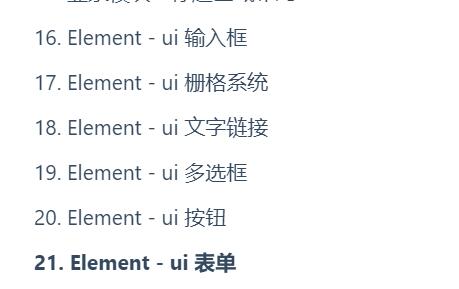 16. Element - ui 输入框
17. Element - ui 栅格系统
18. Element - ui 文字链接
19. Element - ui 多选框
20. Element - ui 按钮
21. Element - ui 表单